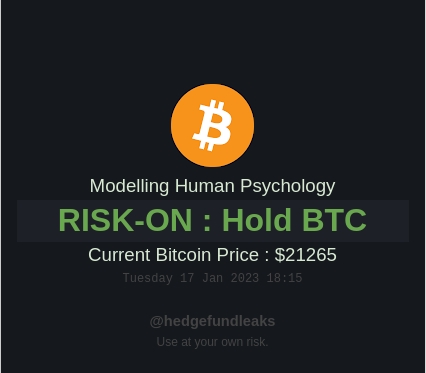 Modelling Human Psychology
RISK-ON : Hold BTC
Current Bitcoin Price : $21265
Tuesday 17 Jan 2023 18:15
@hedgefundleaks
Use at your own risk.